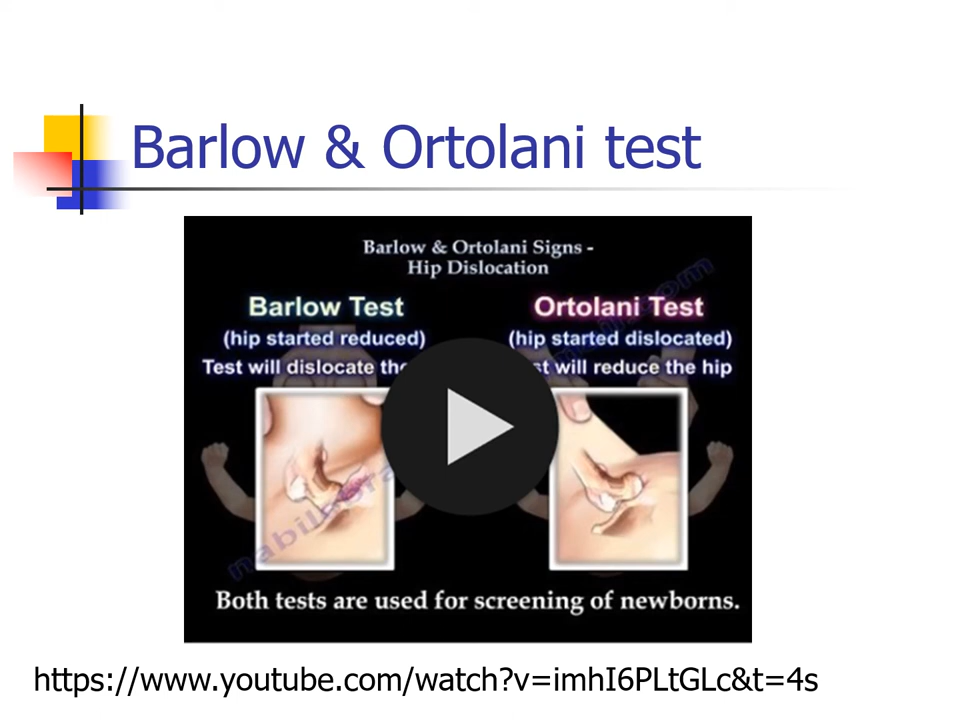 Barlow & Ortolani test
Barlow & Ortolani Signs -
Hip Dislocation
Barlow Test
(hip started reduced)
Test will dislocate
Ortolani Test
(hip started dislocated)
will reduce the hip
Both tests are used for screening of newborns.
https://www.youtube.com/watch?v=imhI6PLtGLc&t=4s